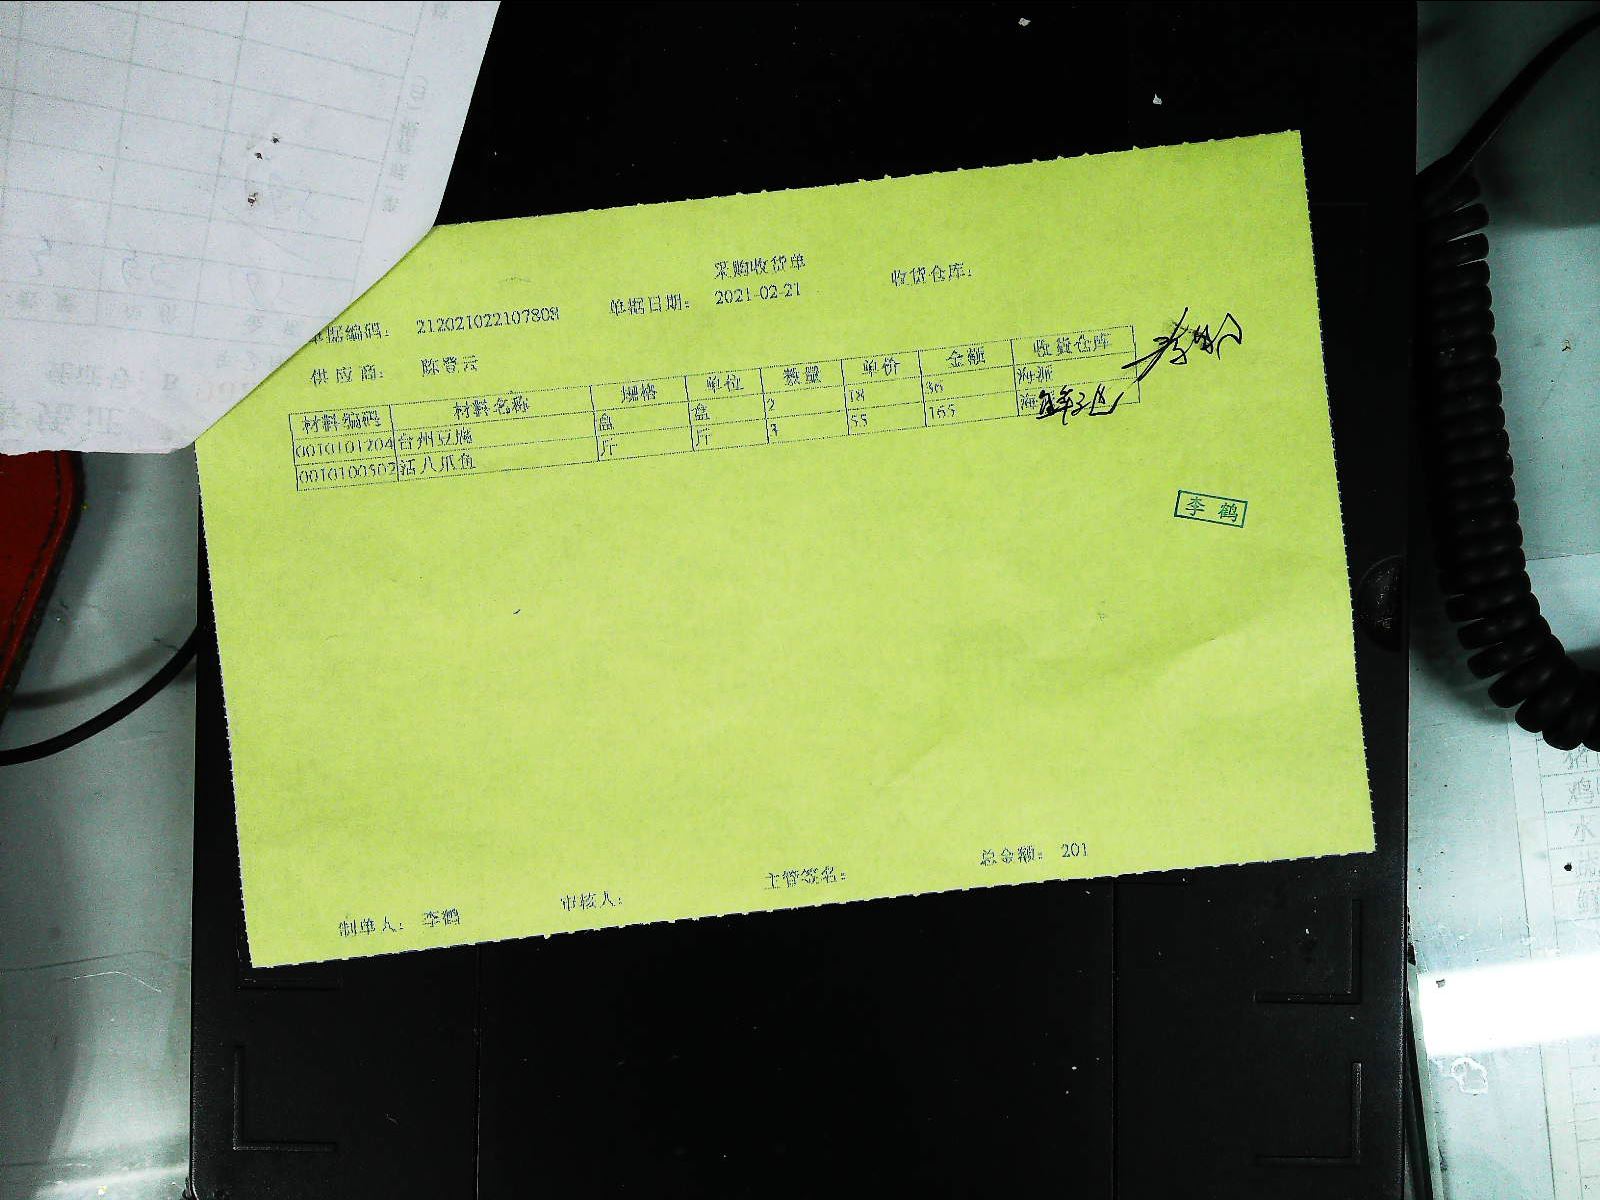 采购收货单
单据编码： 212021022107808 单据日期： 2021-02-21 收货仓库：
供应商： 陈登云
材料编码 材料名称 规格 单位 数量 单价 金额 收货仓库
0010101204 台州豆腐 盒 盒 2 18 36 海派
0010100502 活八爪鱼 斤 斤 3 55 165 海
李鹤
制单人： 李鹤 审核人： 主管签名： 总金额： 201